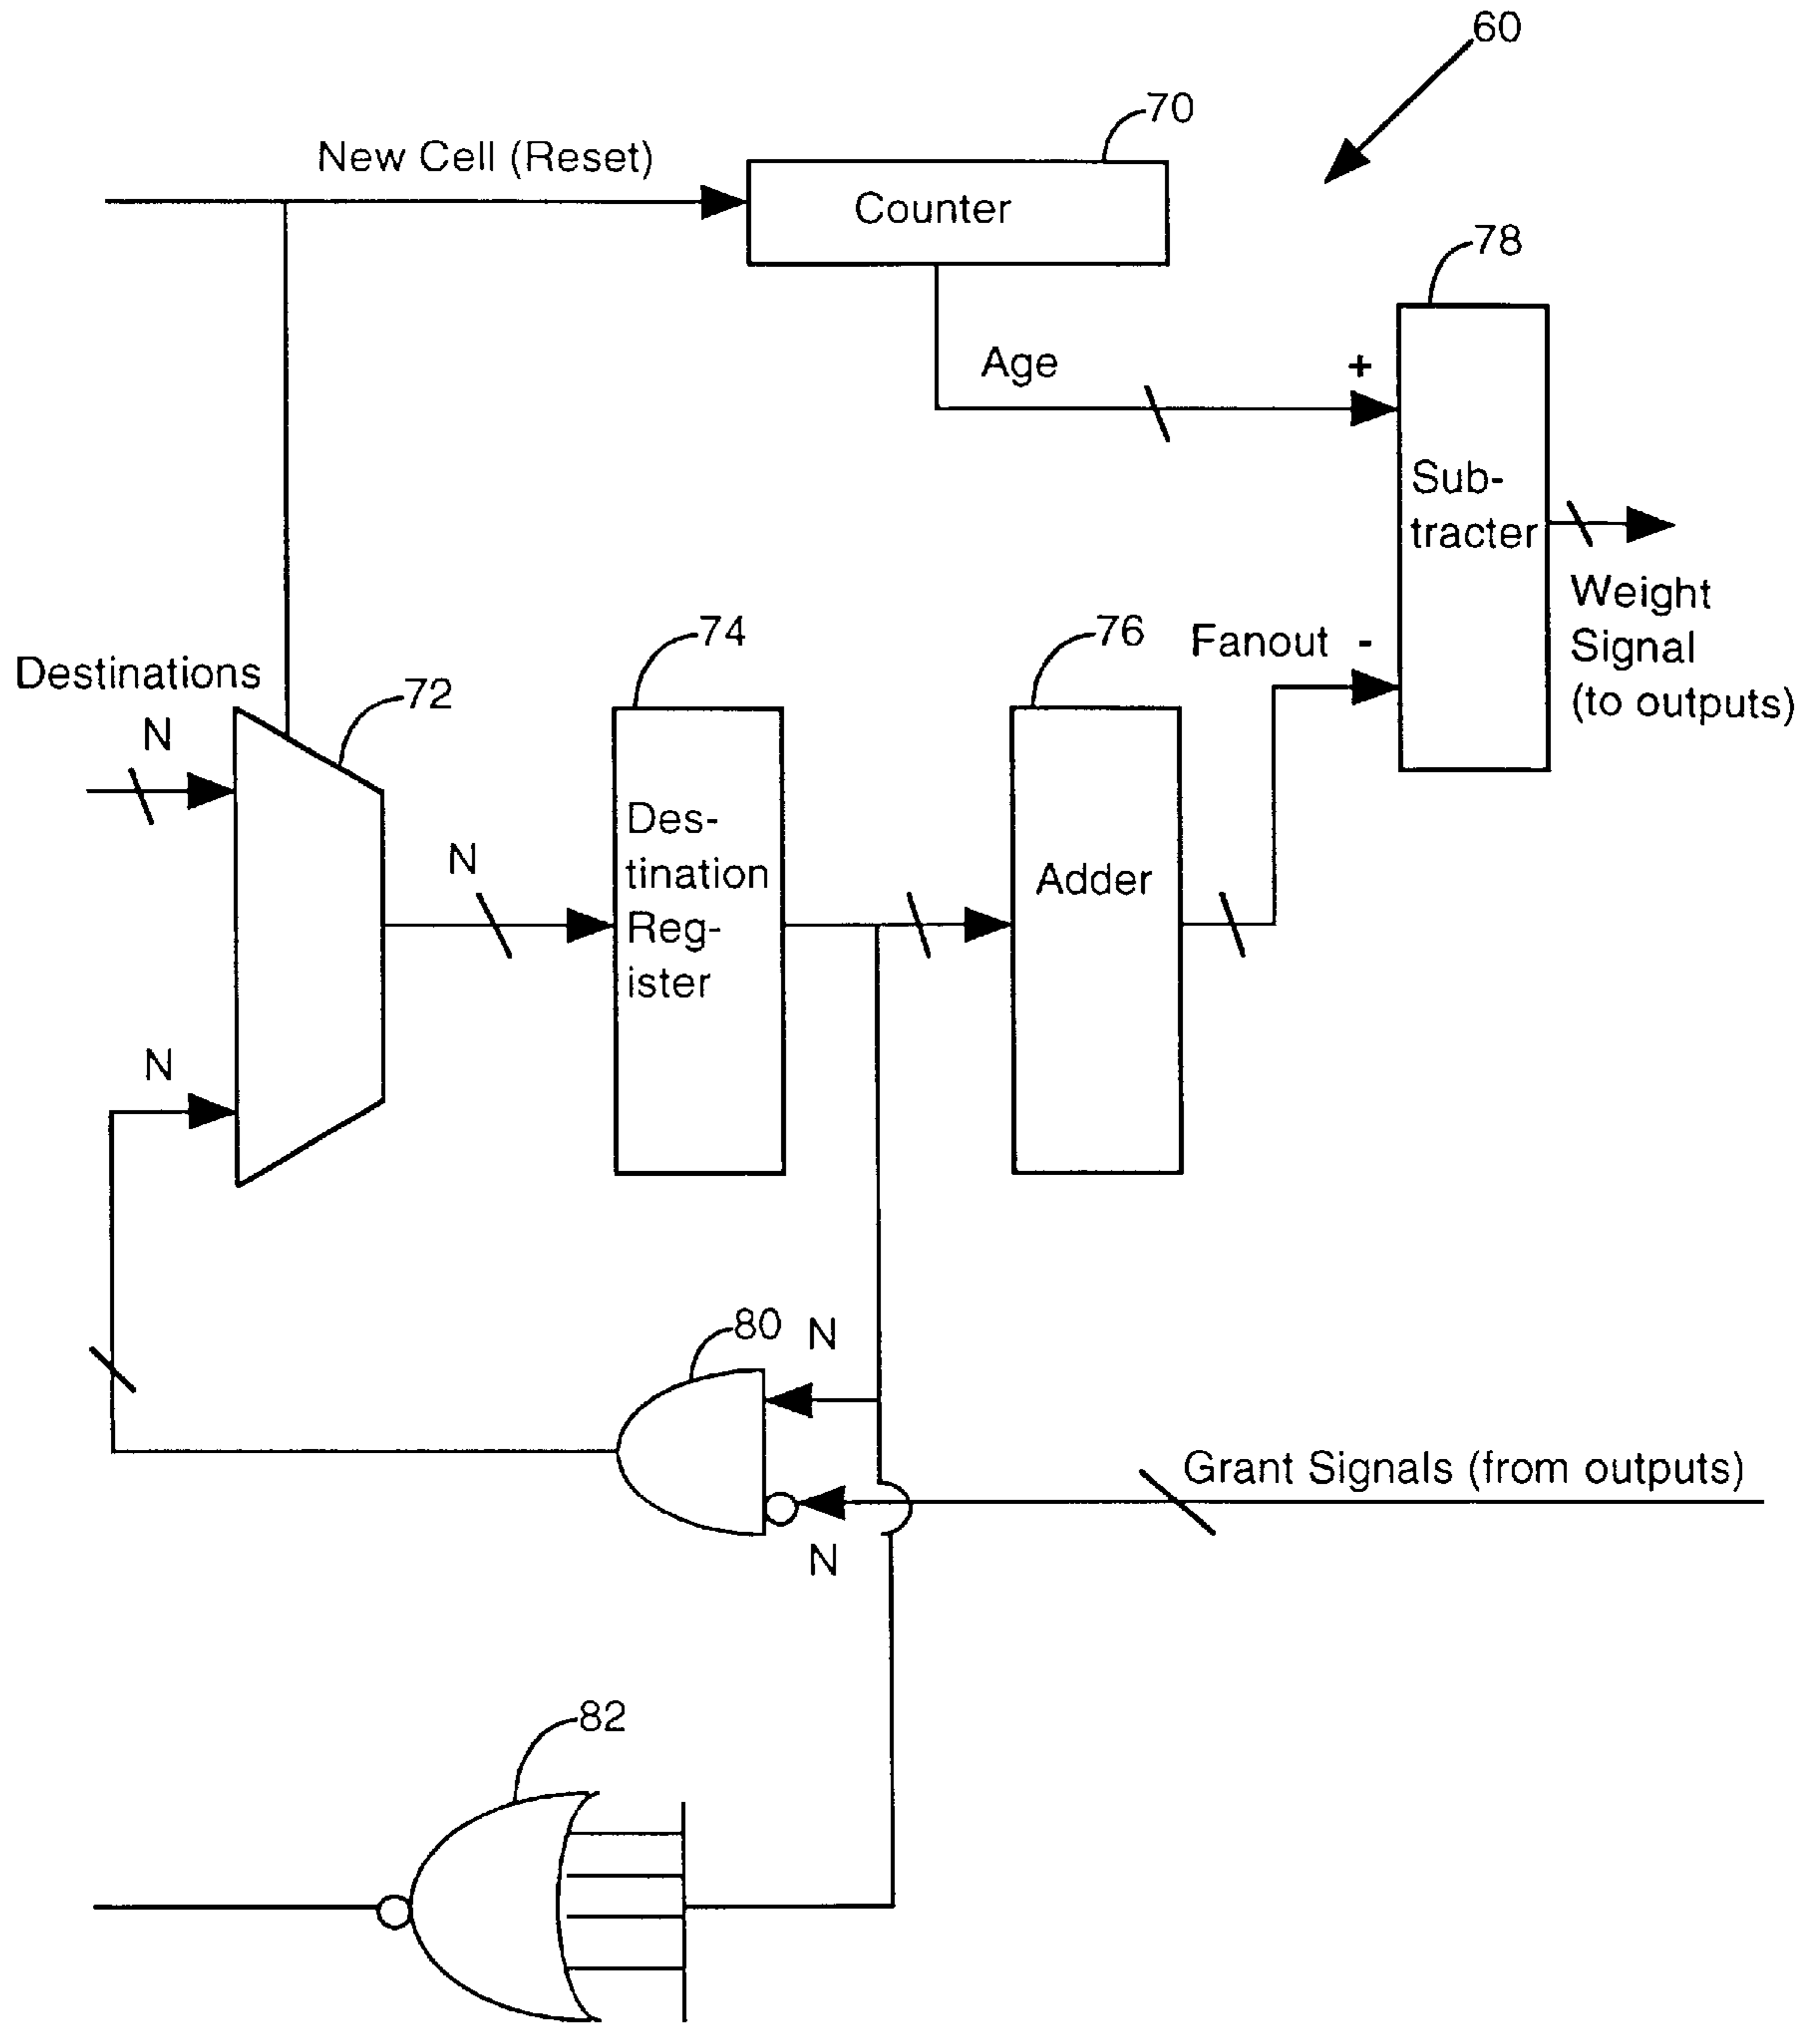 60
70
New Cell (Reset)
Counter
78
Age
+
Sub-
tracter
Weight
Signal
(to outputs)
74
76
Fanout -
Destinations
72
N
Des-
tination
Reg-
ister
N
Adder
N
80
N
Grant Signals (from outputs)
N
82